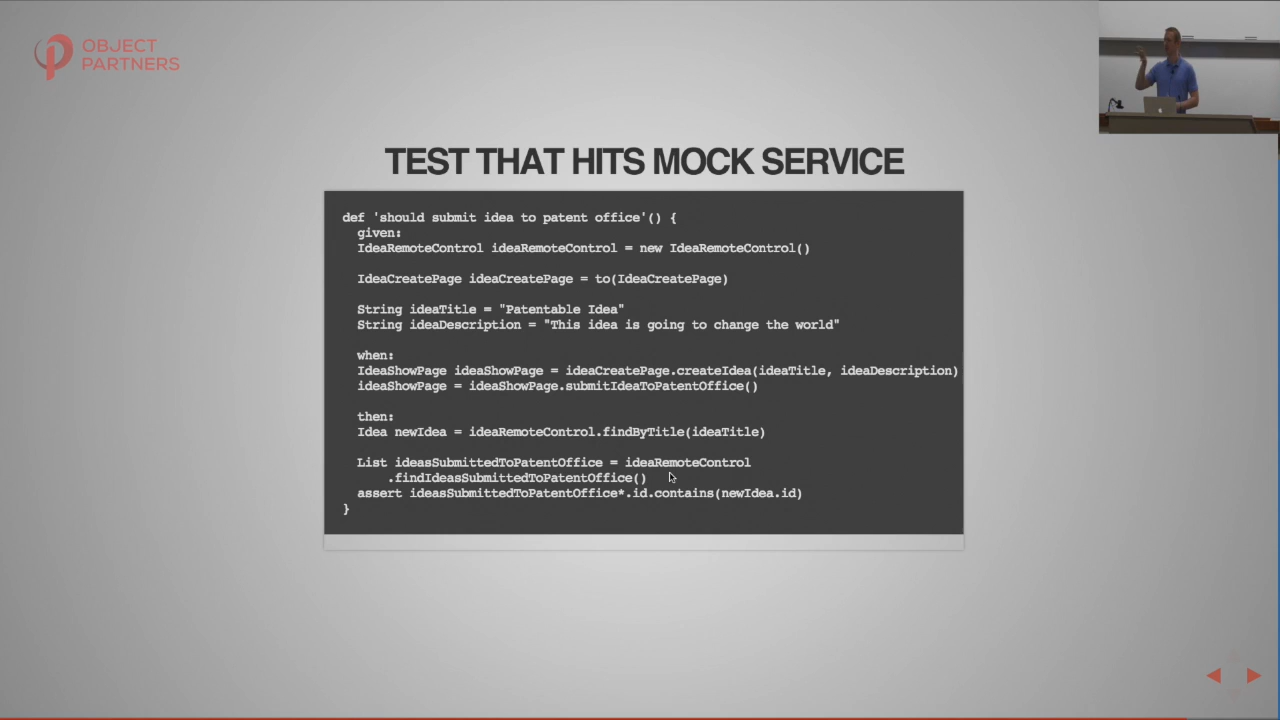 OBJECT
PARTNERS
TEST THAT HITS MOCK SERVICE
def 'should submit idea to patent office'() {
given:
IdeaRemoteControl ideaRemoteControl = new IdeaRemoteControl()
IdeaCreatePage ideaCreatePage = to(IdeaCreatePage)
String ideaTitle = "Patentable Idea"
String ideaDescription = "This idea is going to change the world"
when:
IdeaShowPage ideaShowPage = ideaCreatePage.createIdea(ideaTitle, ideaDescription)
ideaShowPage = ideaShowPage.submitIdeaToPatentOffice()
then:
Idea newIdea = ideaRemoteControl.findByTitle(ideaTitle)
List ideasSubmittedToPatentOffice = ideaRemoteControl
.findIdeasSubmittedToPatentOffice()
assert ideasSubmittedToPatentOffice*.id.contains(newIdea.id)
}